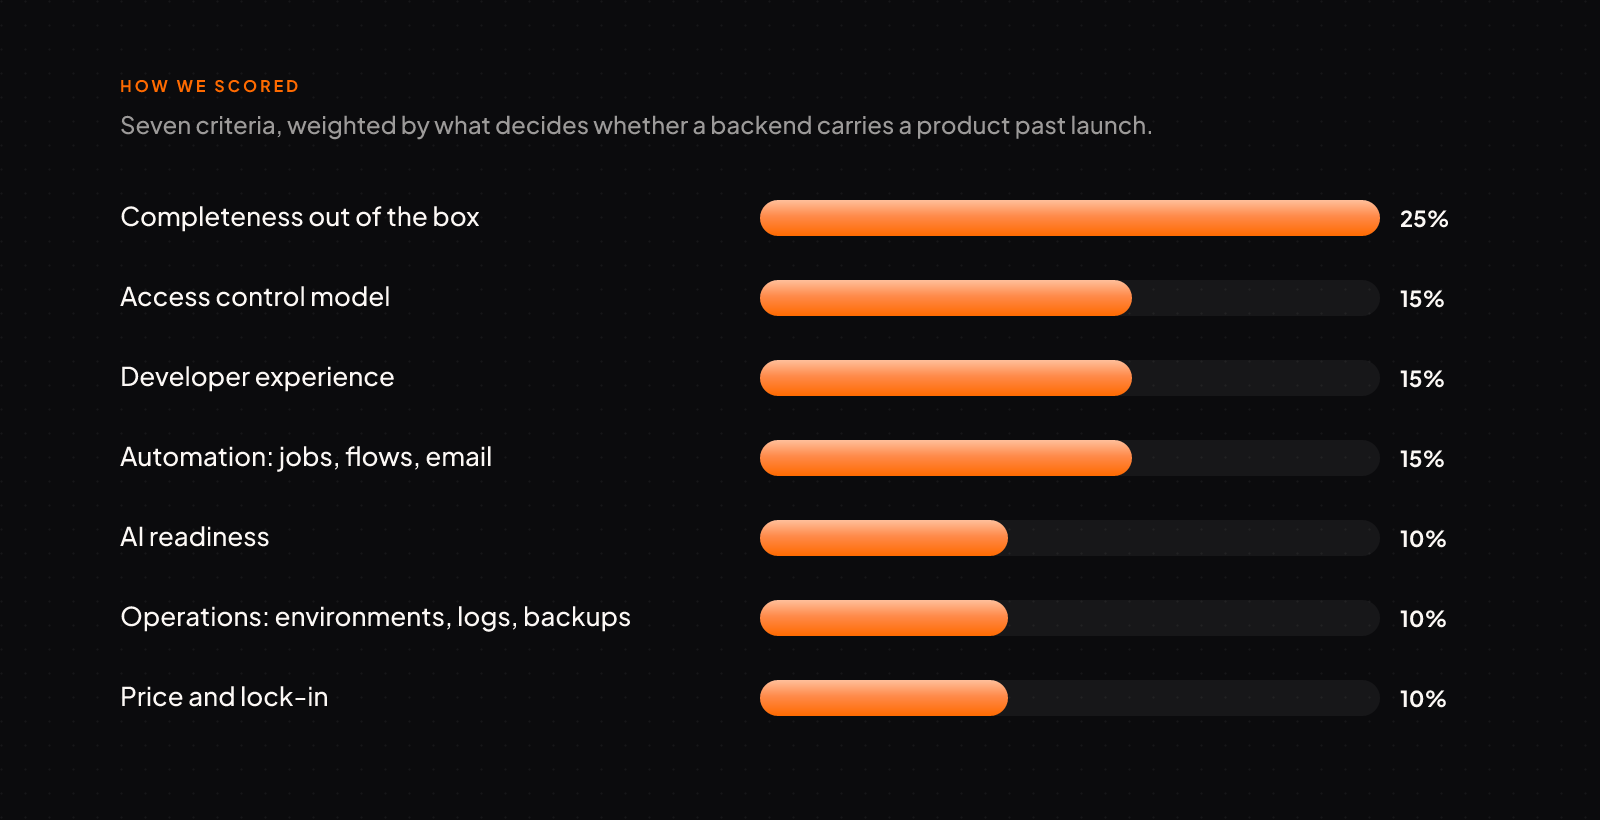 HOW WE SCORED
Seven criteria, weighted by what decides whether a backend carries a product past launch.
Completeness out of the box 25%
Access control model 15%
Developer experience 15%
Automation: jobs, flows, email 15%
AI readiness 10%
Operations: environments, logs, backups 10%
Price and lock-in 10%